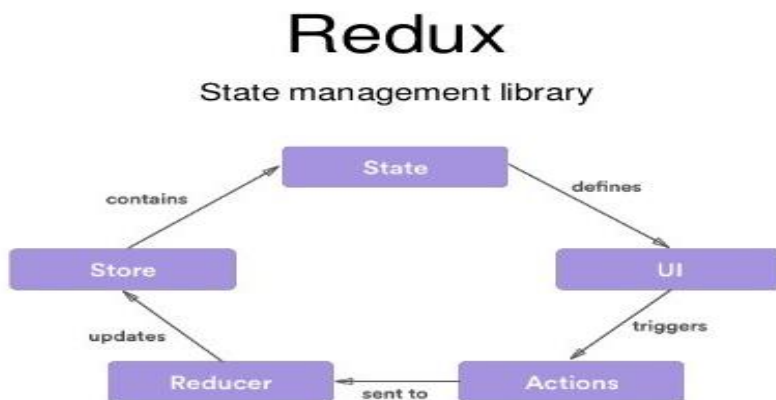 Redux
State management library
State
contains
defines
Store
UI
updates
triggers
Reducer
sent to
Actions